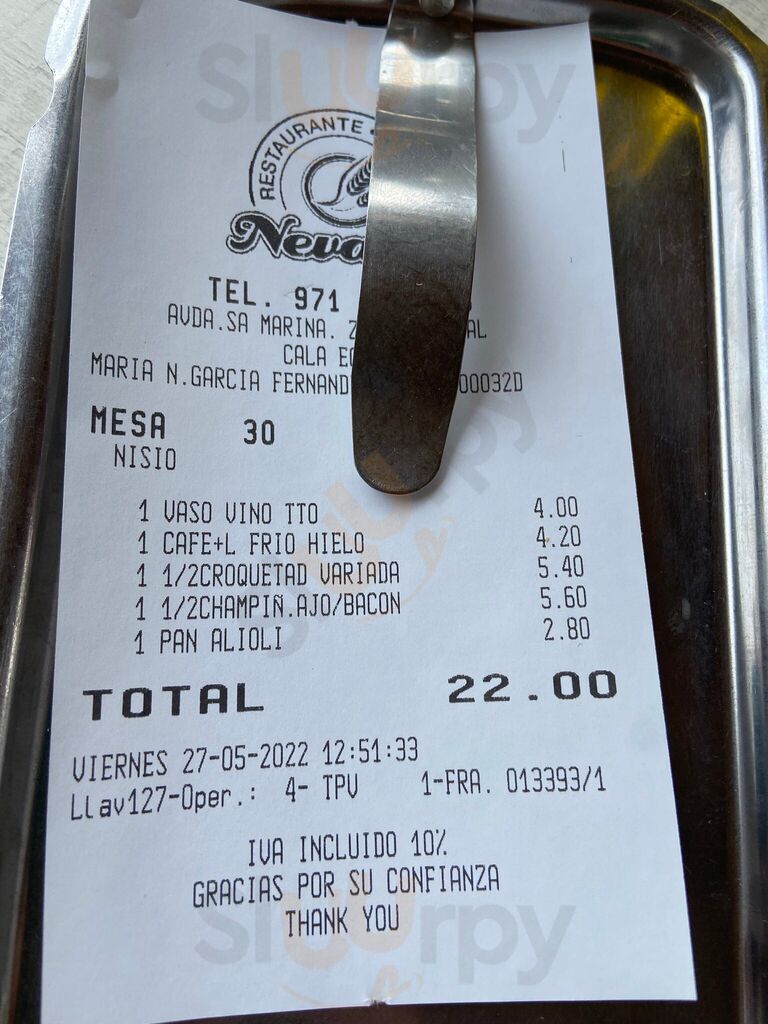 Sluurpy
RESTAURANTE
TEL. 971
AVDA.SA MARINA.
CALA
MARIA N.GARCIA 00032D
MESA 30
NISIO
1 VASO VINO TTO 4.00
1 CAFE+L FRIO HIELO 4.20
1 1/2CROQUETAD VARIADA 5.40
1 1/2CHAMPIÑ.AJO/BACON 5.60
1 PAN ALIOLI 2.80
TOTAL 22.00
VIERNES 27-05-2022 12:51:33
Llav127-Oper.: 4- TPV 1-FRA. 013393/1
IVA INCLUIDO 10%
GRACIAS POR SU CONFIANZA
THANK YOU
Sluurpy